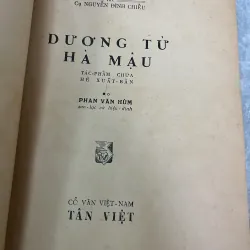 Cụ NGUYỄN ĐÌNH CHIỂU
DƯƠNG TỪ
HÀ MẬU
TÁC-PHẨM CHƯA
HỀ XUẤT-BẢN
PHAN VĂN HÙM
CỔ VĂN VIỆT-NAM
TÂN VIỆT